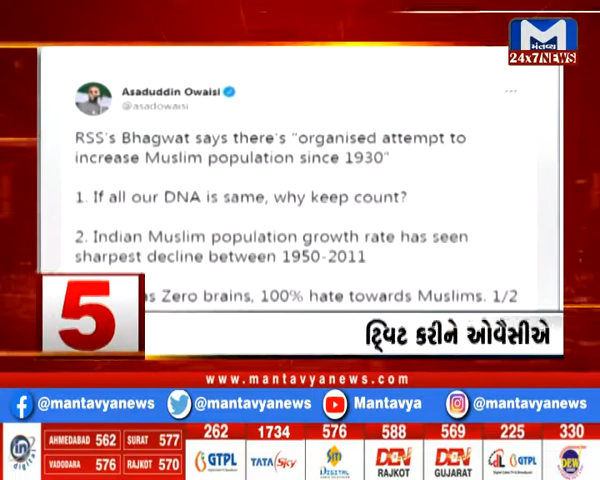 મંતવ્ય
24x7NEWS
Asaduddin Owaisi
@asadowaisi
RSS's Bhagwat says there's "organised attempt to
increase Muslim population since 1930"
1. If all our DNA is same, why keep count?
2. Indian Muslim population growth rate has seen
sharpest decline between 1950-2011
Zero brains, 100% hate towards Muslims. 1/2
5
ટ્વિટ કરીને ઓવૈસીએ
www.mantavyanews.com
@mantavyanews @mantavyanews Mantavya @mantavyanews
in digital
AHMEDABAD 562 SURAT 577
VADODARA 576 RAJKOT 570
262 1734 576 588 569 225 330
GTPL TATA Sky DIGITAL DEN RAJKOT DEN GUJARAT GTPL DEW